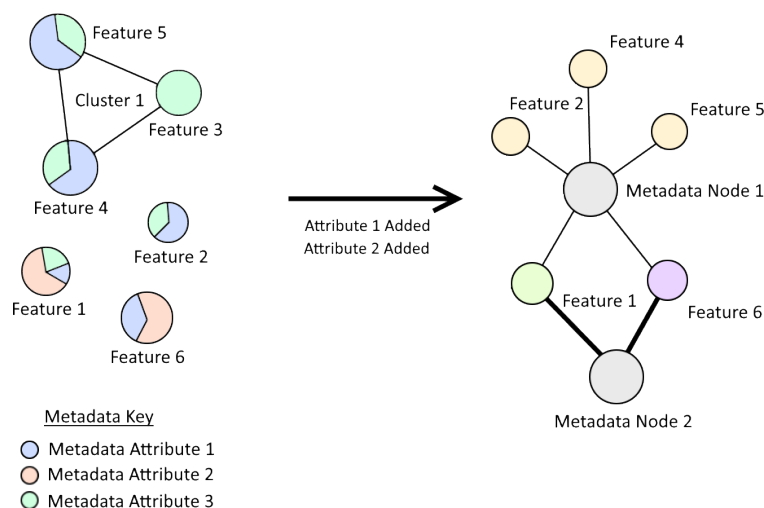 Feature 5
Cluster 1
Feature 3
Feature 4
Feature 2
Feature 1
Feature 6
Metadata Key
Metadata Attribute 1
Metadata Attribute 2
Metadata Attribute 3
Attribute 1 Added
Attribute 2 Added
Feature 4
Feature 2
Feature 5
Metadata Node 1
Feature 1
Feature 6
Metadata Node 2